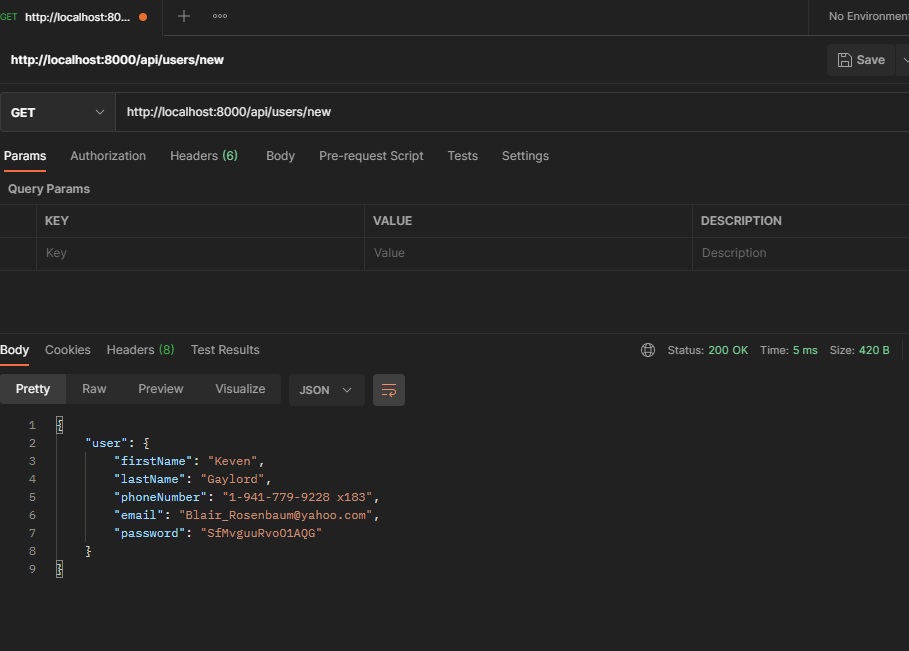 GET http://localhost:80... No Environment
http://localhost:8000/api/users/new Save
GET http://localhost:8000/api/users/new
Params Authorization Headers (6) Body Pre-request Script Tests Settings
Query Params
KEY VALUE DESCRIPTION
Key Value Description
Body Cookies Headers (8) Test Results Status: 200 OK Time: 5 ms Size: 420 B
Pretty Raw Preview Visualize JSON
1 {
2 "user": {
3 "firstName": "Keven",
4 "lastName": "Gaylord",
5 "phoneNumber": "1-941-779-9228 x183",
6 "email": "Blair_Rosenbaum@yahoo.com",
7 "password": "SfMvguuRvoO1AQG"
8 }
9 }